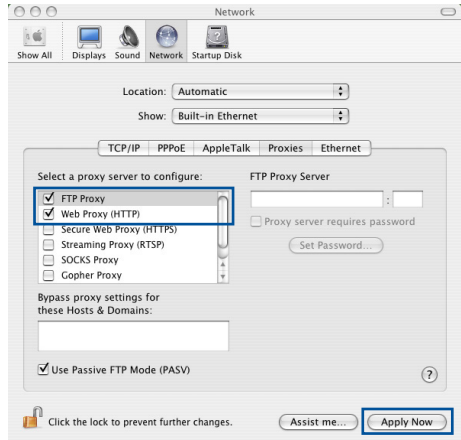 Network
Show All
Displays
Sound
Network
Startup Disk
Location:
Automatic
Show:
Built-in Ethernet
TCP/IP
PPPoE
AppleTalk
Proxies
Ethernet
Select a proxy server to configure:
FTP Proxy Server
FTP Proxy
:
Web Proxy (HTTP)
Proxy server requires password
Secure Web Proxy (HTTPS)
Streaming Proxy (RTSP)
Set Password...
SOCKS Proxy
Gopher Proxy
Bypass proxy settings for
these Hosts & Domains:
Use Passive FTP Mode (PASV)
?
Click the lock to prevent further changes.
Assist me...
Apply Now